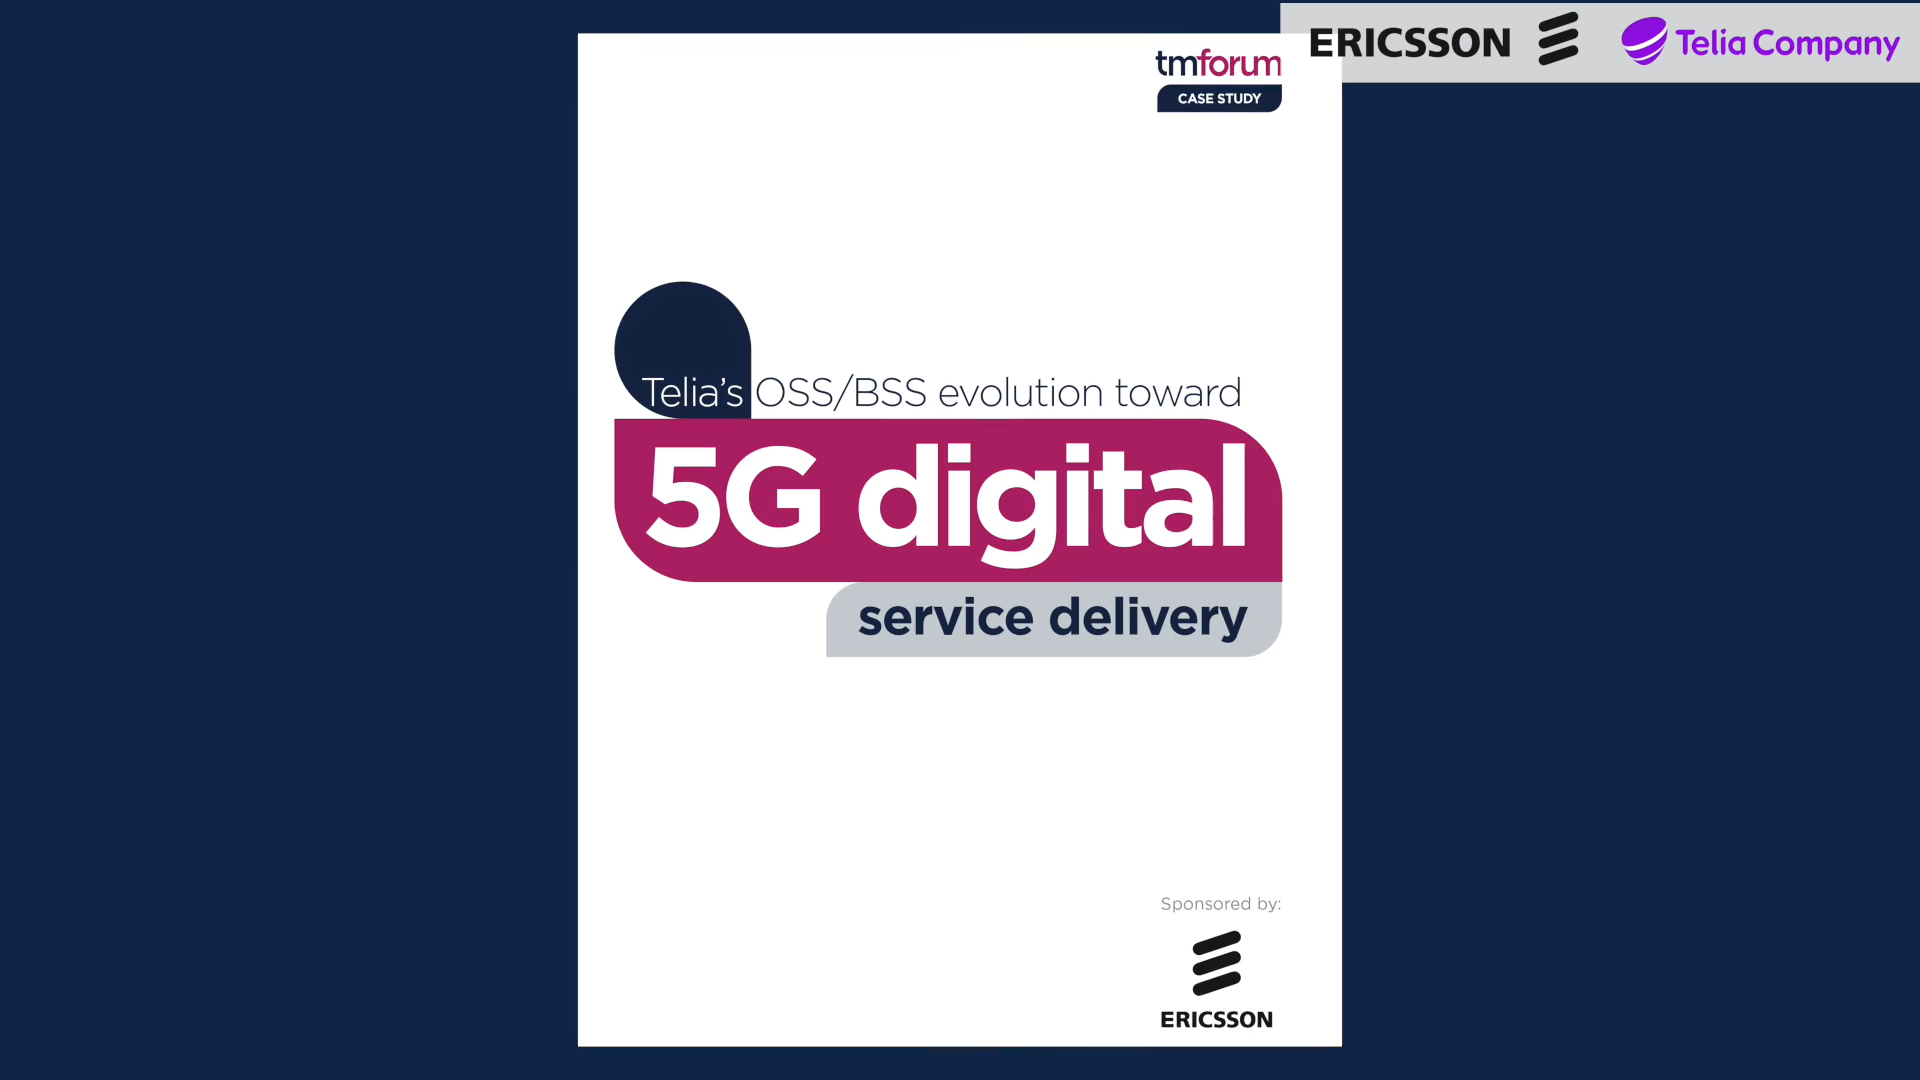 ERICSSON
Telia Company
tmforum
CASE STUDY
Telia’s OSS/BSS evolution toward
5G digital
service delivery
Sponsored by:
ERICSSON